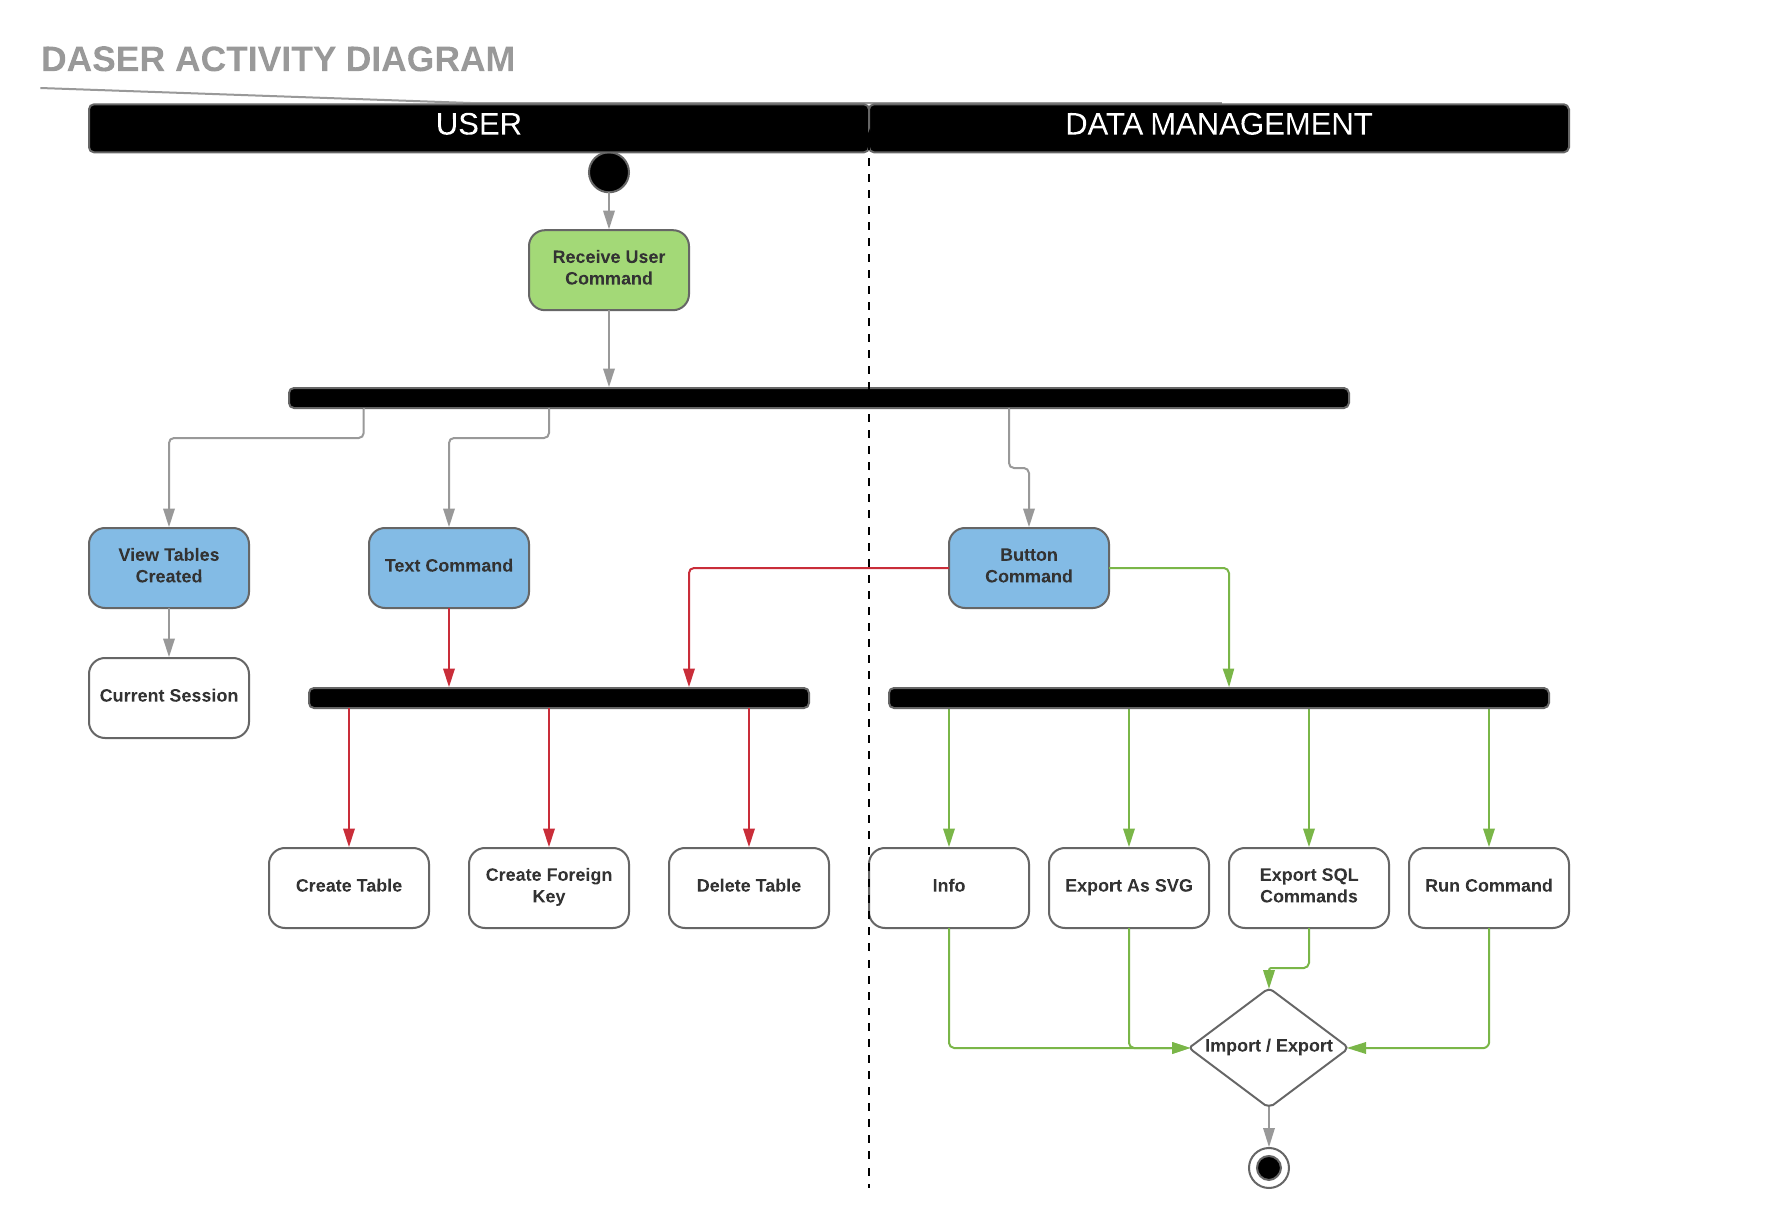 DASER ACTIVITY DIAGRAM
USER
DATA MANAGEMENT
Receive User
Command
View Tables
Created
Text Command
Button
Command
Current Session
Create Table
Create Foreign
Key
Delete Table
Info
Export As SVG
Export SQL
Commands
Run Command
Import / Export